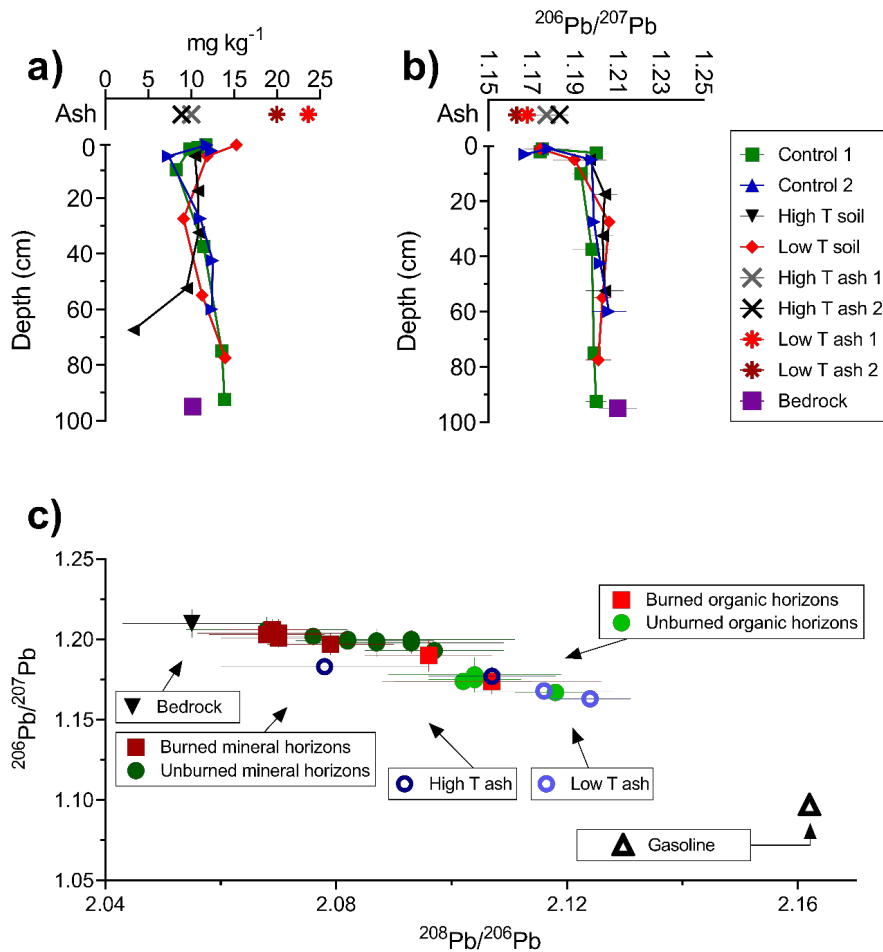 a)
mg kg-1
0 5 10 15 20 25
Ash
0
20
40
60
80
100
Depth (cm)
b)
206Pb/207Pb
1.15 1.17 1.19 1.21 1.23 1.25
Ash
0
20
40
60
80
100
Depth (cm)
Control 1
Control 2
High T soil
Low T soil
High T ash 1
High T ash 2
Low T ash 1
Low T ash 2
Bedrock
c)
1.25
1.20
1.15
1.10
1.05
206Pb/207Pb
Burned organic horizons
Unburned organic horizons
Bedrock
Burned mineral horizons
Unburned mineral horizons
High T ash
Low T ash
Gasoline
2.04 2.08 2.12 2.16
208Pb/206Pb